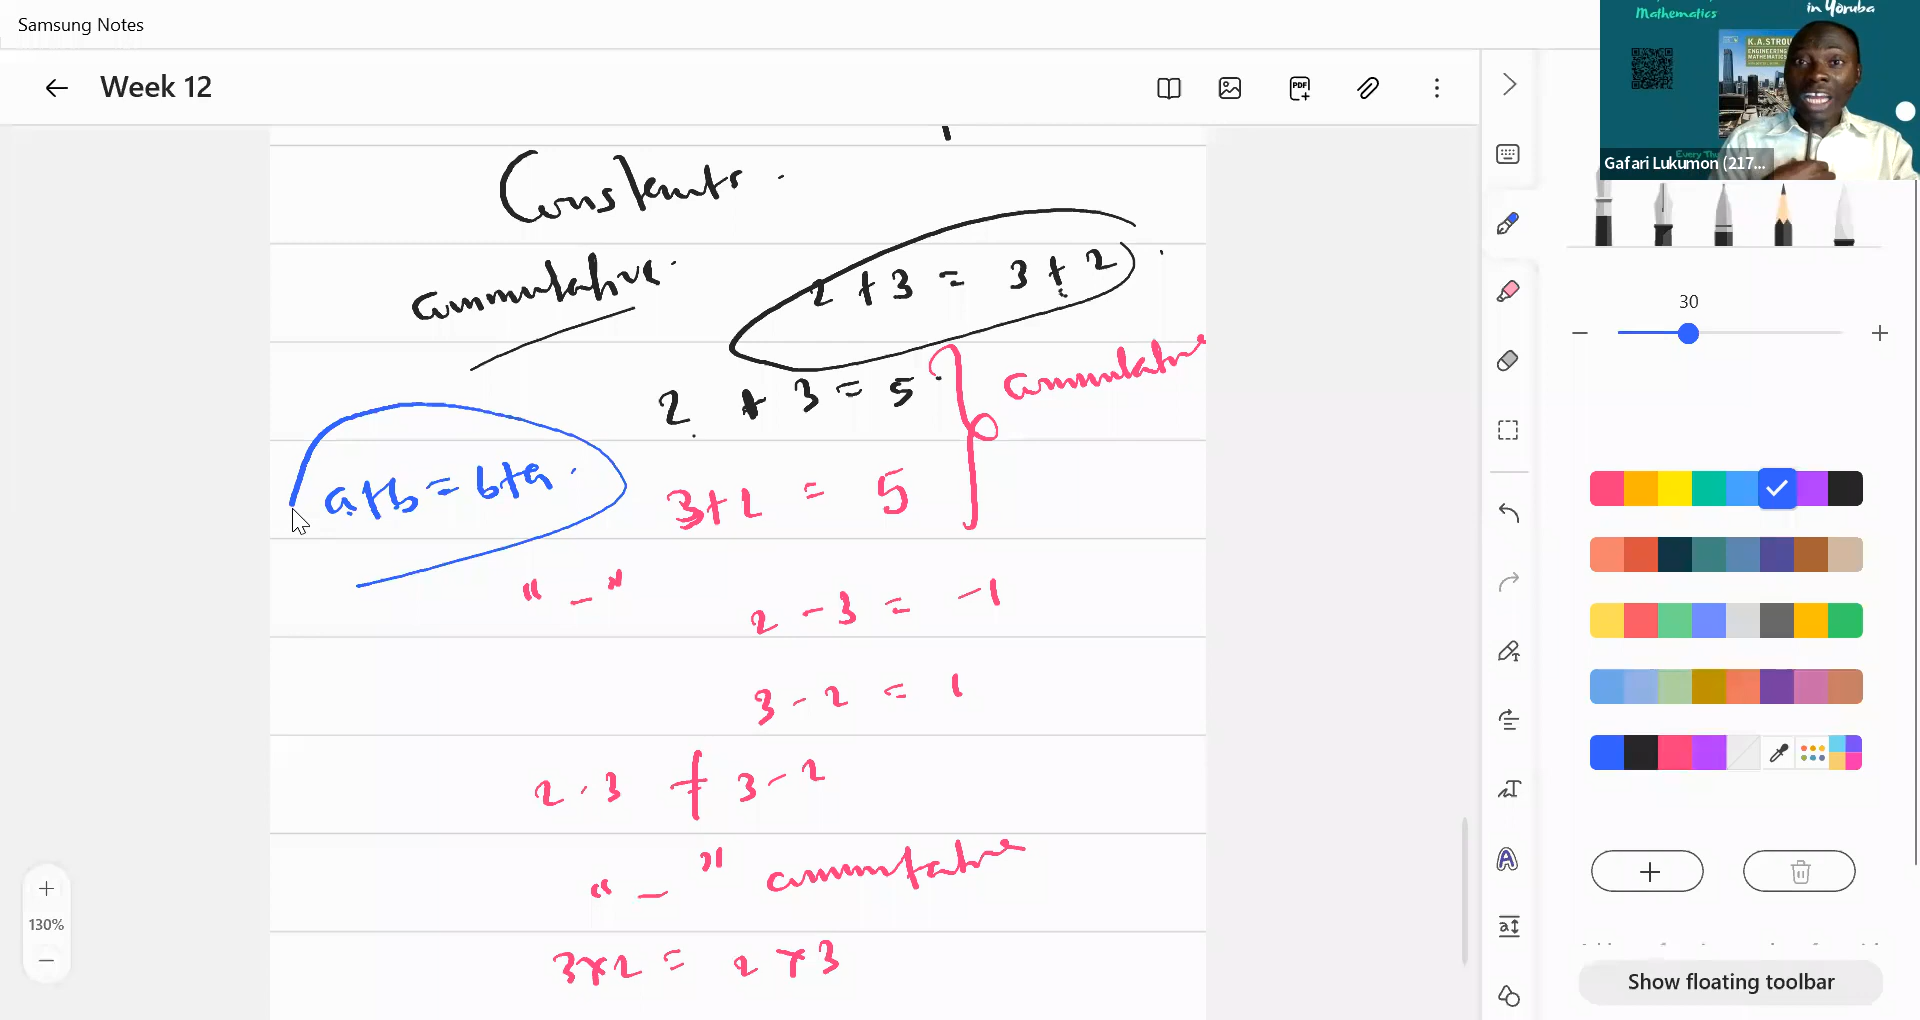 Samsung Notes
Week 12
Mathematics
in Yoruba
K.A. STROU
ENGINEERING
MATHEMATICS
Gafari Lukumon (217...
Constants.
Commutative.
2 + 3 = 3 + 2
2 + 3 = 5
Commutative
a+b = b+a.
3+2 = 5
" - "
2 - 3 = -1
3 - 2 = 1
2 - 3 ≠ 3 - 2
" - " Commutative
3×2 = 2×3
30
130%
Show floating toolbar